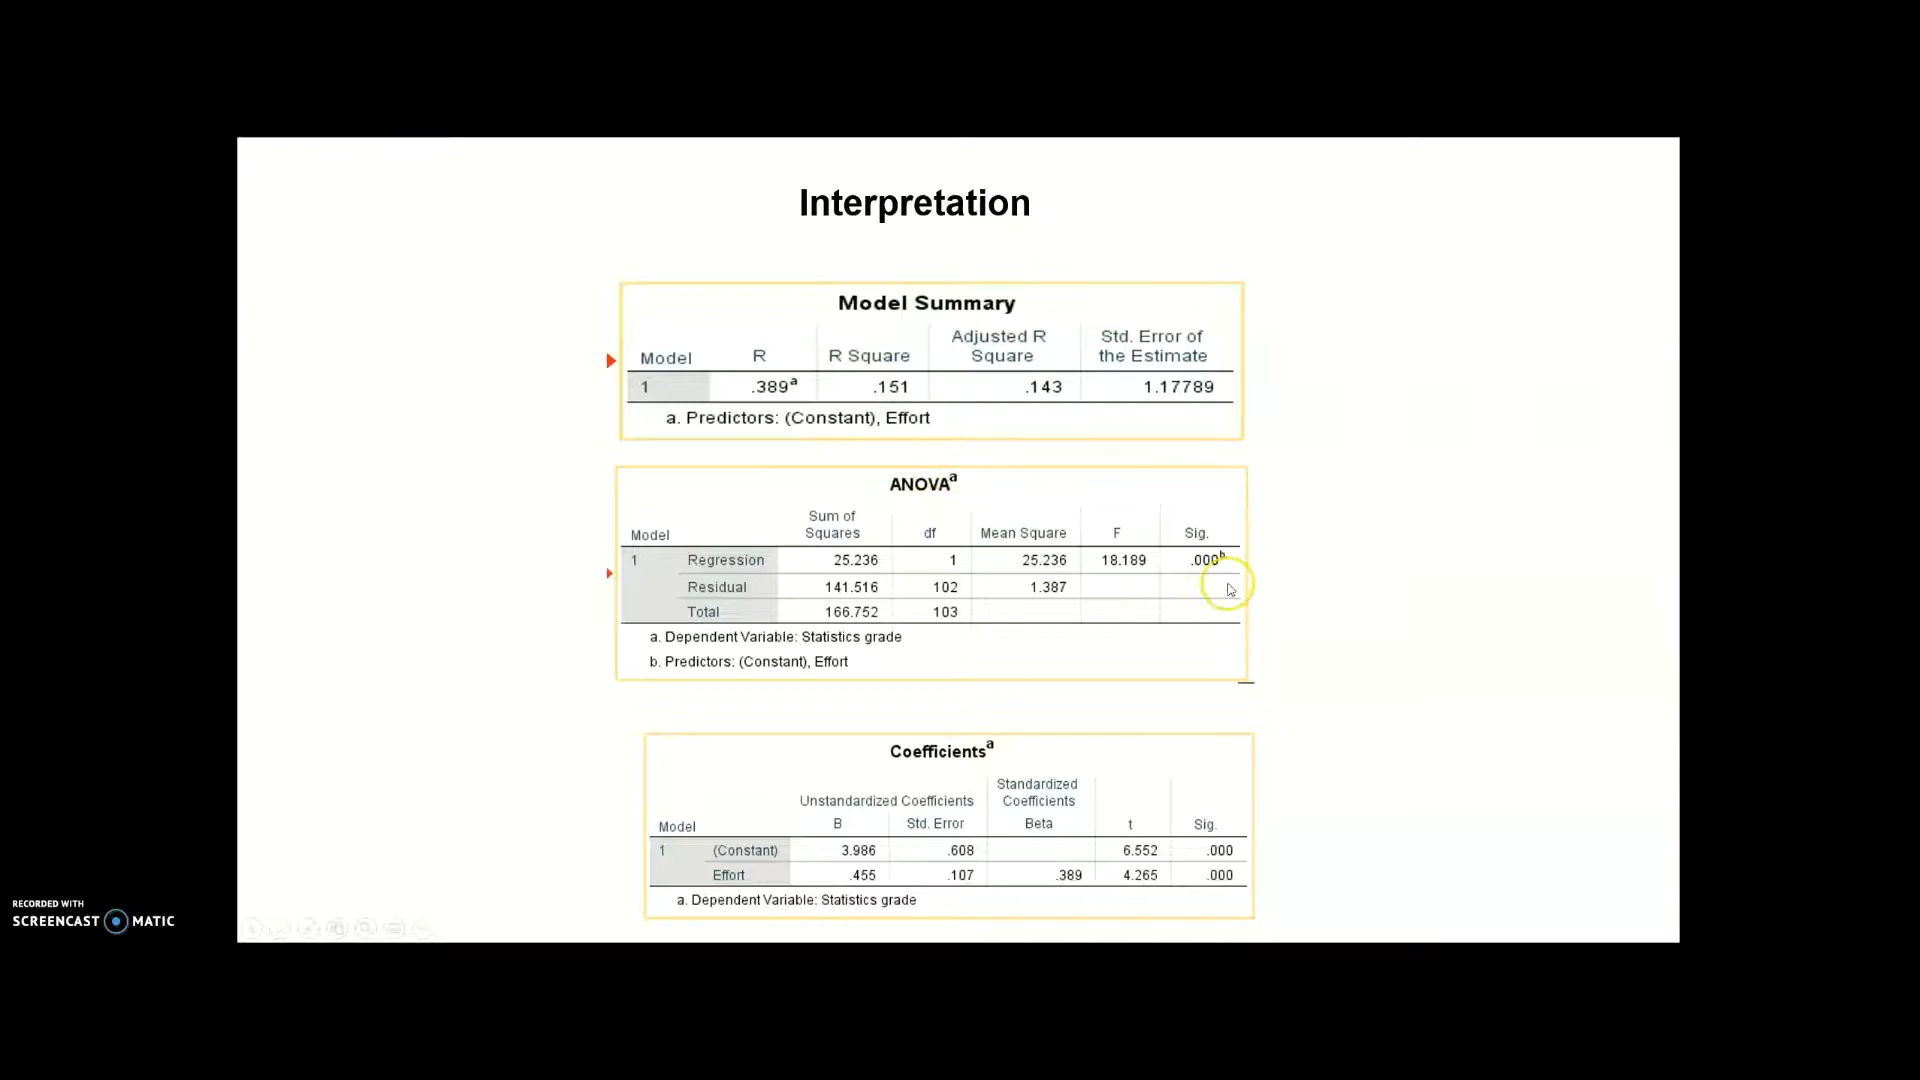 Interpretation
Model Summary
Model R R Square Adjusted R Square Std. Error of the Estimate
1 .389a .151 .143 1.17789
a. Predictors: (Constant), Effort
ANOVAa
Model Sum of Squares df Mean Square F Sig.
1 Regression 25.236 1 25.236 18.189 .000b
Residual 141.516 102 1.387
Total 166.752 103
a. Dependent Variable: Statistics grade
b. Predictors: (Constant), Effort
Coefficientsa
Unstandardized Coefficients Standardized Coefficients
Model B Std. Error Beta t Sig.
1 (Constant) 3.986 .608 6.552 .000
Effort .455 .107 .389 4.265 .000
a. Dependent Variable: Statistics grade
RECORDED WITH
SCREENCAST MATIC